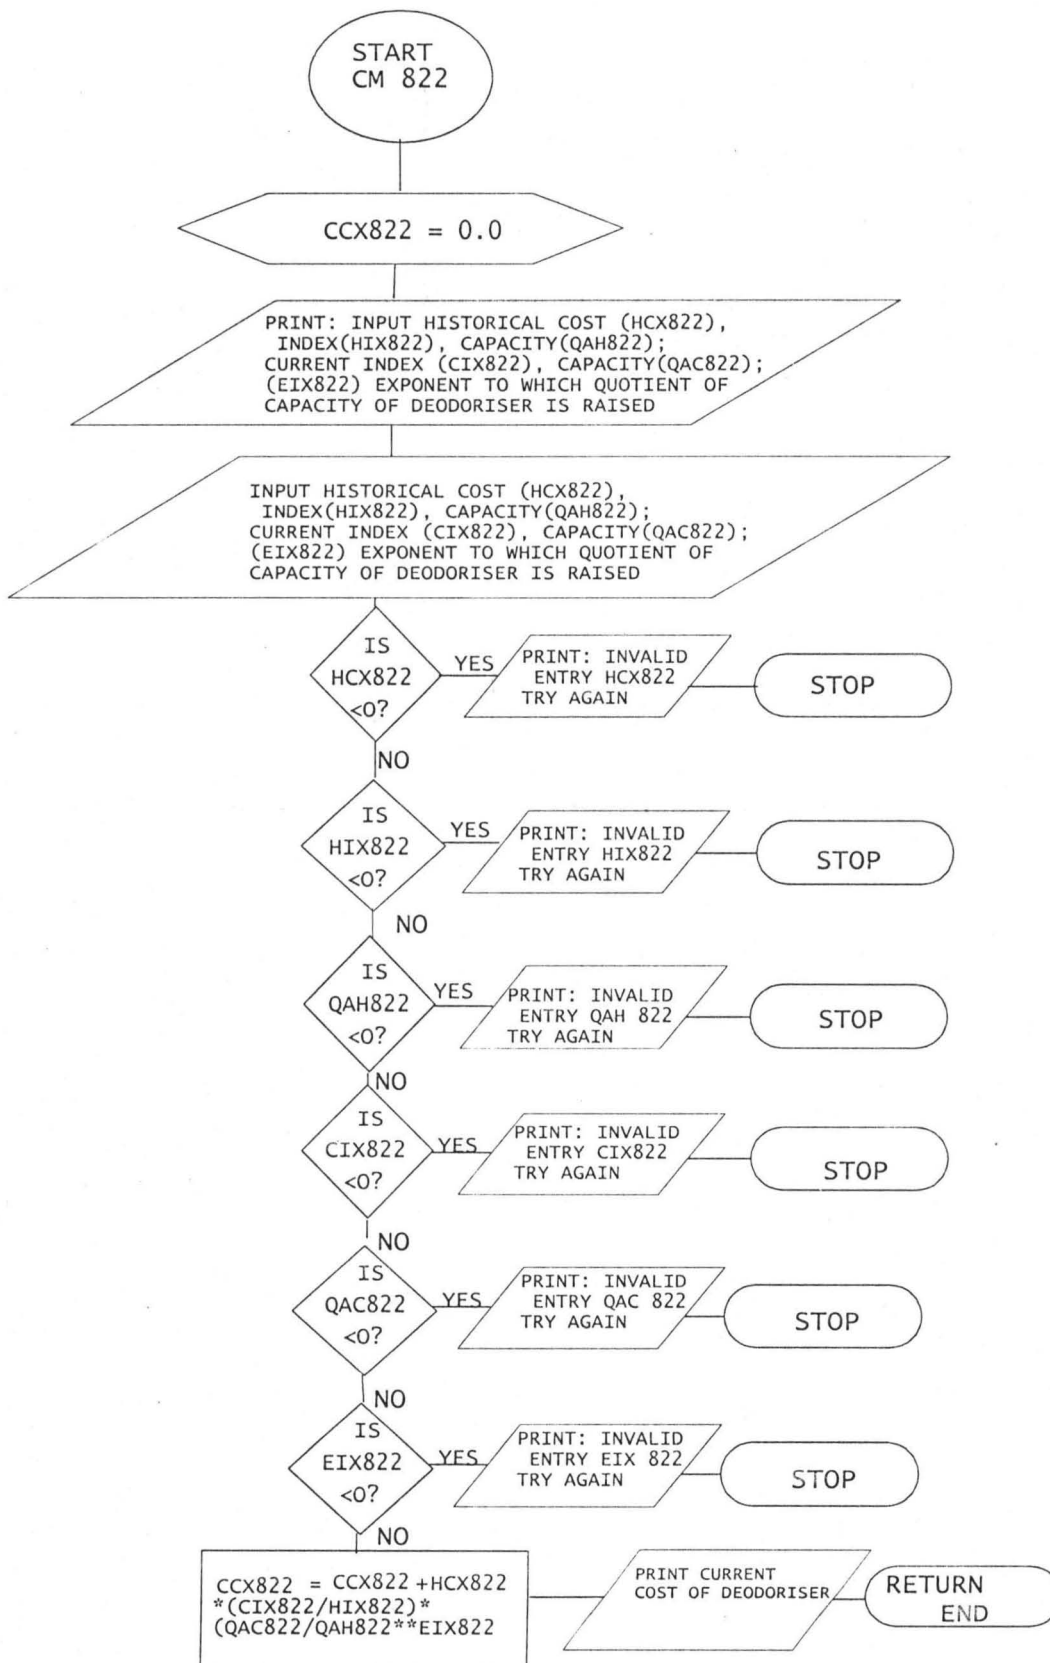 START
CM 822
CCX822 = 0.0
PRINT: INPUT HISTORICAL COST (HCX822),
INDEX(HIX822), CAPACITY(QAH822);
CURRENT INDEX (CIX822), CAPACITY(QAC822);
(EIX822) EXPONENT TO WHICH QUOTIENT OF
CAPACITY OF DEODORISER IS RAISED
INPUT HISTORICAL COST (HCX822),
INDEX(HIX822), CAPACITY(QAH822);
CURRENT INDEX (CIX822), CAPACITY(QAC822);
(EIX822) EXPONENT TO WHICH QUOTIENT OF
CAPACITY OF DEODORISER IS RAISED
IS
HCX822
<0?
YES
PRINT: INVALID
ENTRY HCX822
TRY AGAIN
STOP
NO
IS
HIX822
<0?
YES
PRINT: INVALID
ENTRY HIX822
TRY AGAIN
STOP
NO
IS
QAH822
<0?
YES
PRINT: INVALID
ENTRY QAH 822
TRY AGAIN
STOP
NO
IS
CIX822
<0?
YES
PRINT: INVALID
ENTRY CIX822
TRY AGAIN
STOP
NO
IS
QAC822
<0?
YES
PRINT: INVALID
ENTRY QAC 822
TRY AGAIN
STOP
NO
IS
EIX822
<0?
YES
PRINT: INVALID
ENTRY EIX 822
TRY AGAIN
STOP
NO
CCX822 = CCX822 +HCX822
*(CIX822/HIX822)*
(QAC822/QAH822**EIX822
PRINT CURRENT
COST OF DEODORISER
RETURN
END